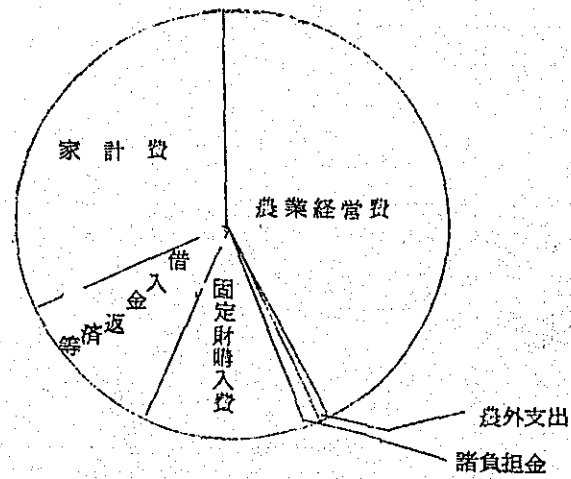 家計費
農業経営費
借入金返済等
固定財購入費
農外支出
諸負担金